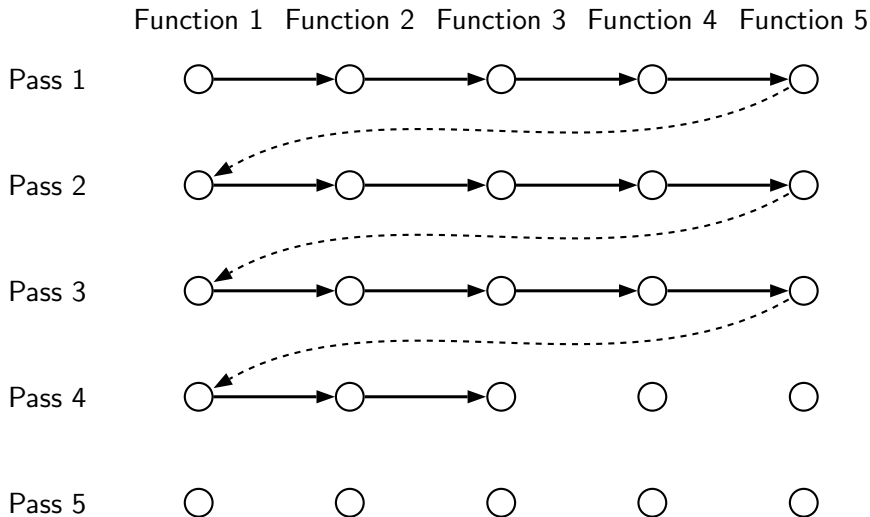 Function 1 Function 2 Function 3 Function 4 Function 5
Pass 1
Pass 2
Pass 3
Pass 4
Pass 5